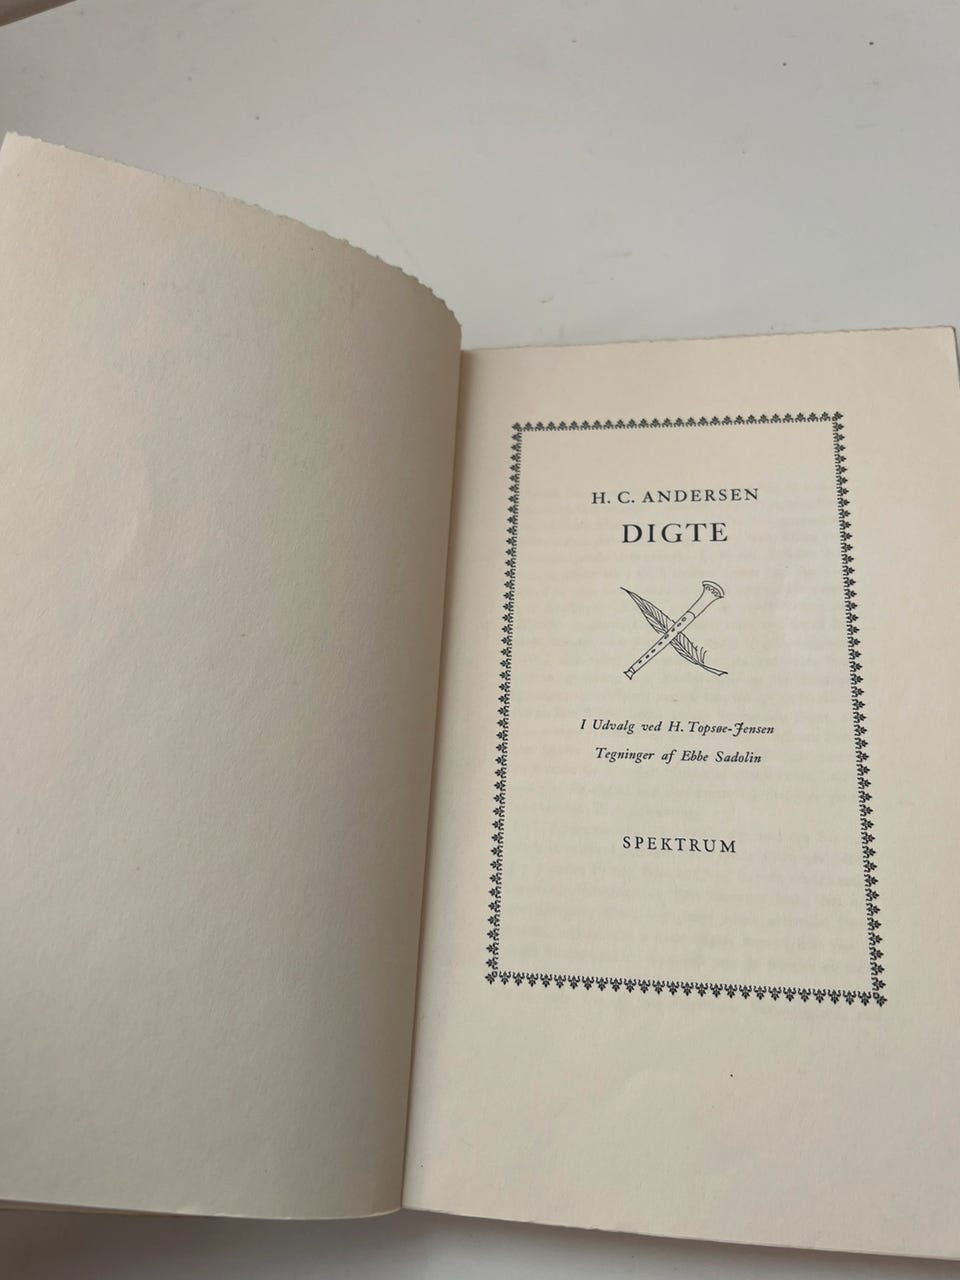 H. C. ANDERSEN
DIGTE
I Udvalg ved H. Topsøe-Jensen
Tegninger af Ebbe Sadolin
SPEKTRUM